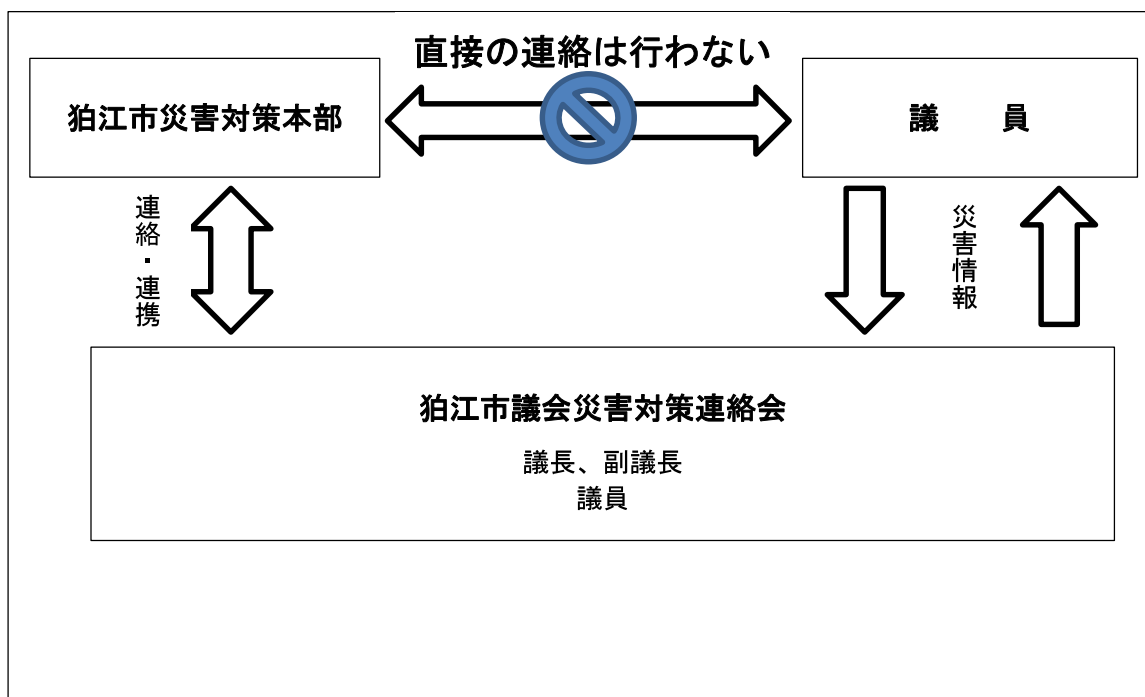 直接の連絡は行わない
狛江市災害対策本部
議　員
連絡・連携
災害情報
狛江市議会災害対策連絡会
議長、副議長
議員